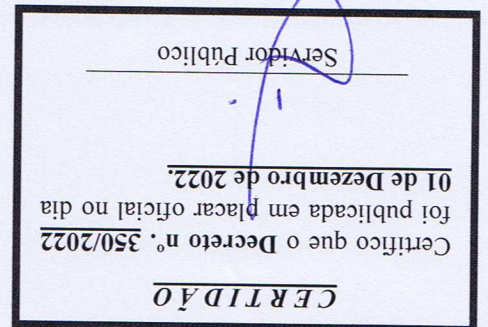 CERTIDÃO
Certifico que o Decreto nº. 350/2022
foi publicada em placar oficial no dia
01 de Dezembro de 2022.
Servidor Público